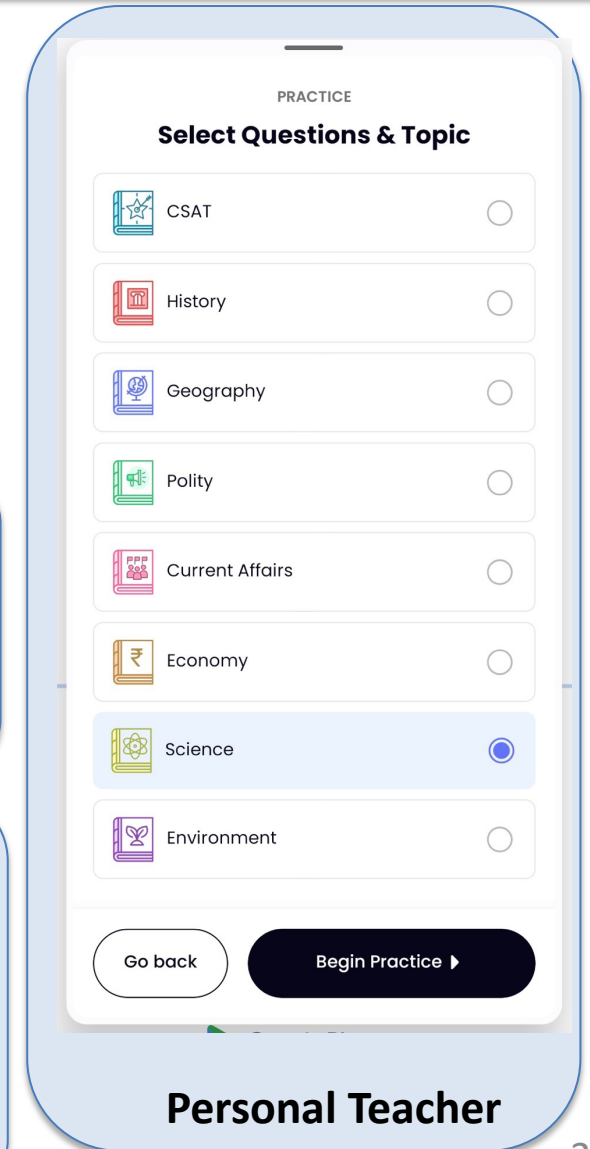 PRACTICE
Select Questions & Topic
CSAT
History
Geography
Polity
Current Affairs
₹
Economy
Science
Environment
Go back
Begin Practice
Personal Teacher